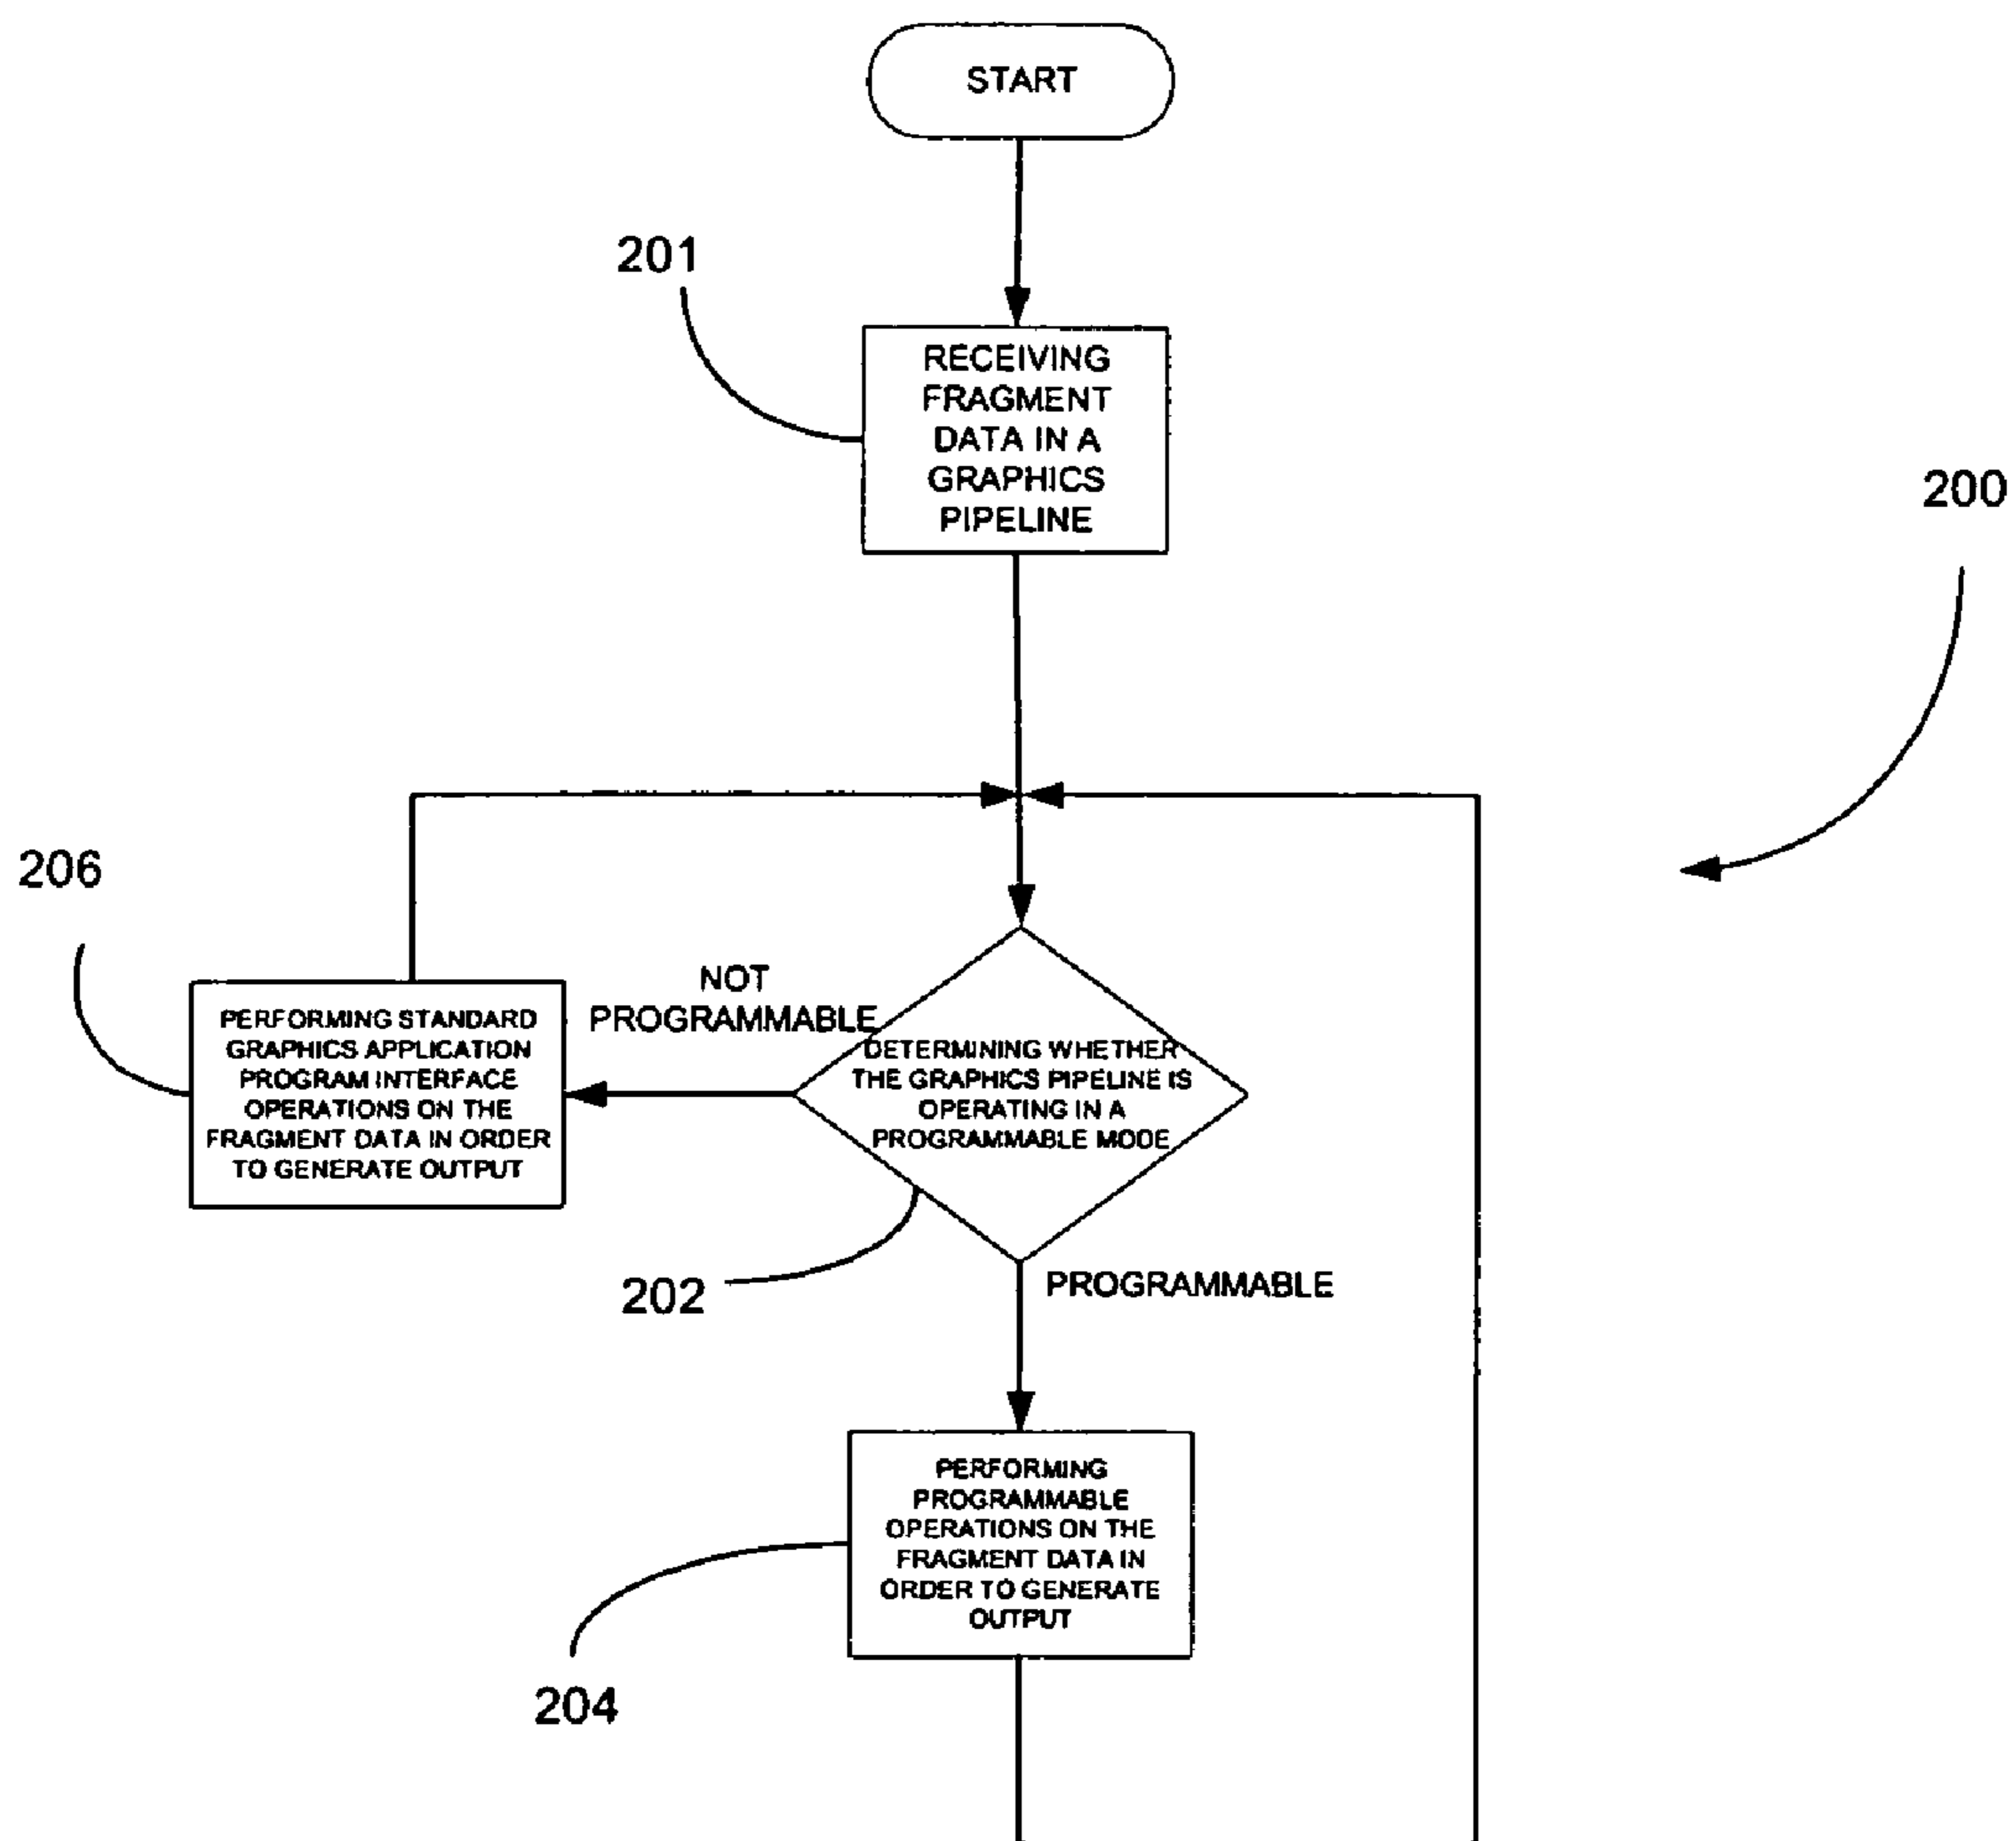 START
201
RECEIVING
FRAGMENT
DATA IN A
GRAPHICS
PIPELINE
200
206
NOT
PROGRAMMABLE
PERFORMING STANDARD
GRAPHICS APPLICATION
PROGRAM INTERFACE
OPERATIONS ON THE
FRAGMENT DATA IN ORDER
TO GENERATE OUTPUT
DETERMINING WHETHER
THE GRAPHICS PIPELINE IS
OPERATING IN A
PROGRAMMABLE MODE
202
PROGRAMMABLE
PERFORMING
PROGRAMMABLE
OPERATIONS ON THE
FRAGMENT DATA IN
ORDER TO GENERATE
OUTPUT
204